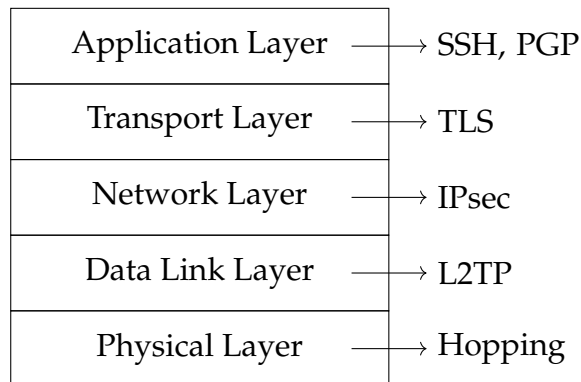 Application Layer SSH, PGP
Transport Layer TLS
Network Layer IPsec
Data Link Layer L2TP
Physical Layer Hopping